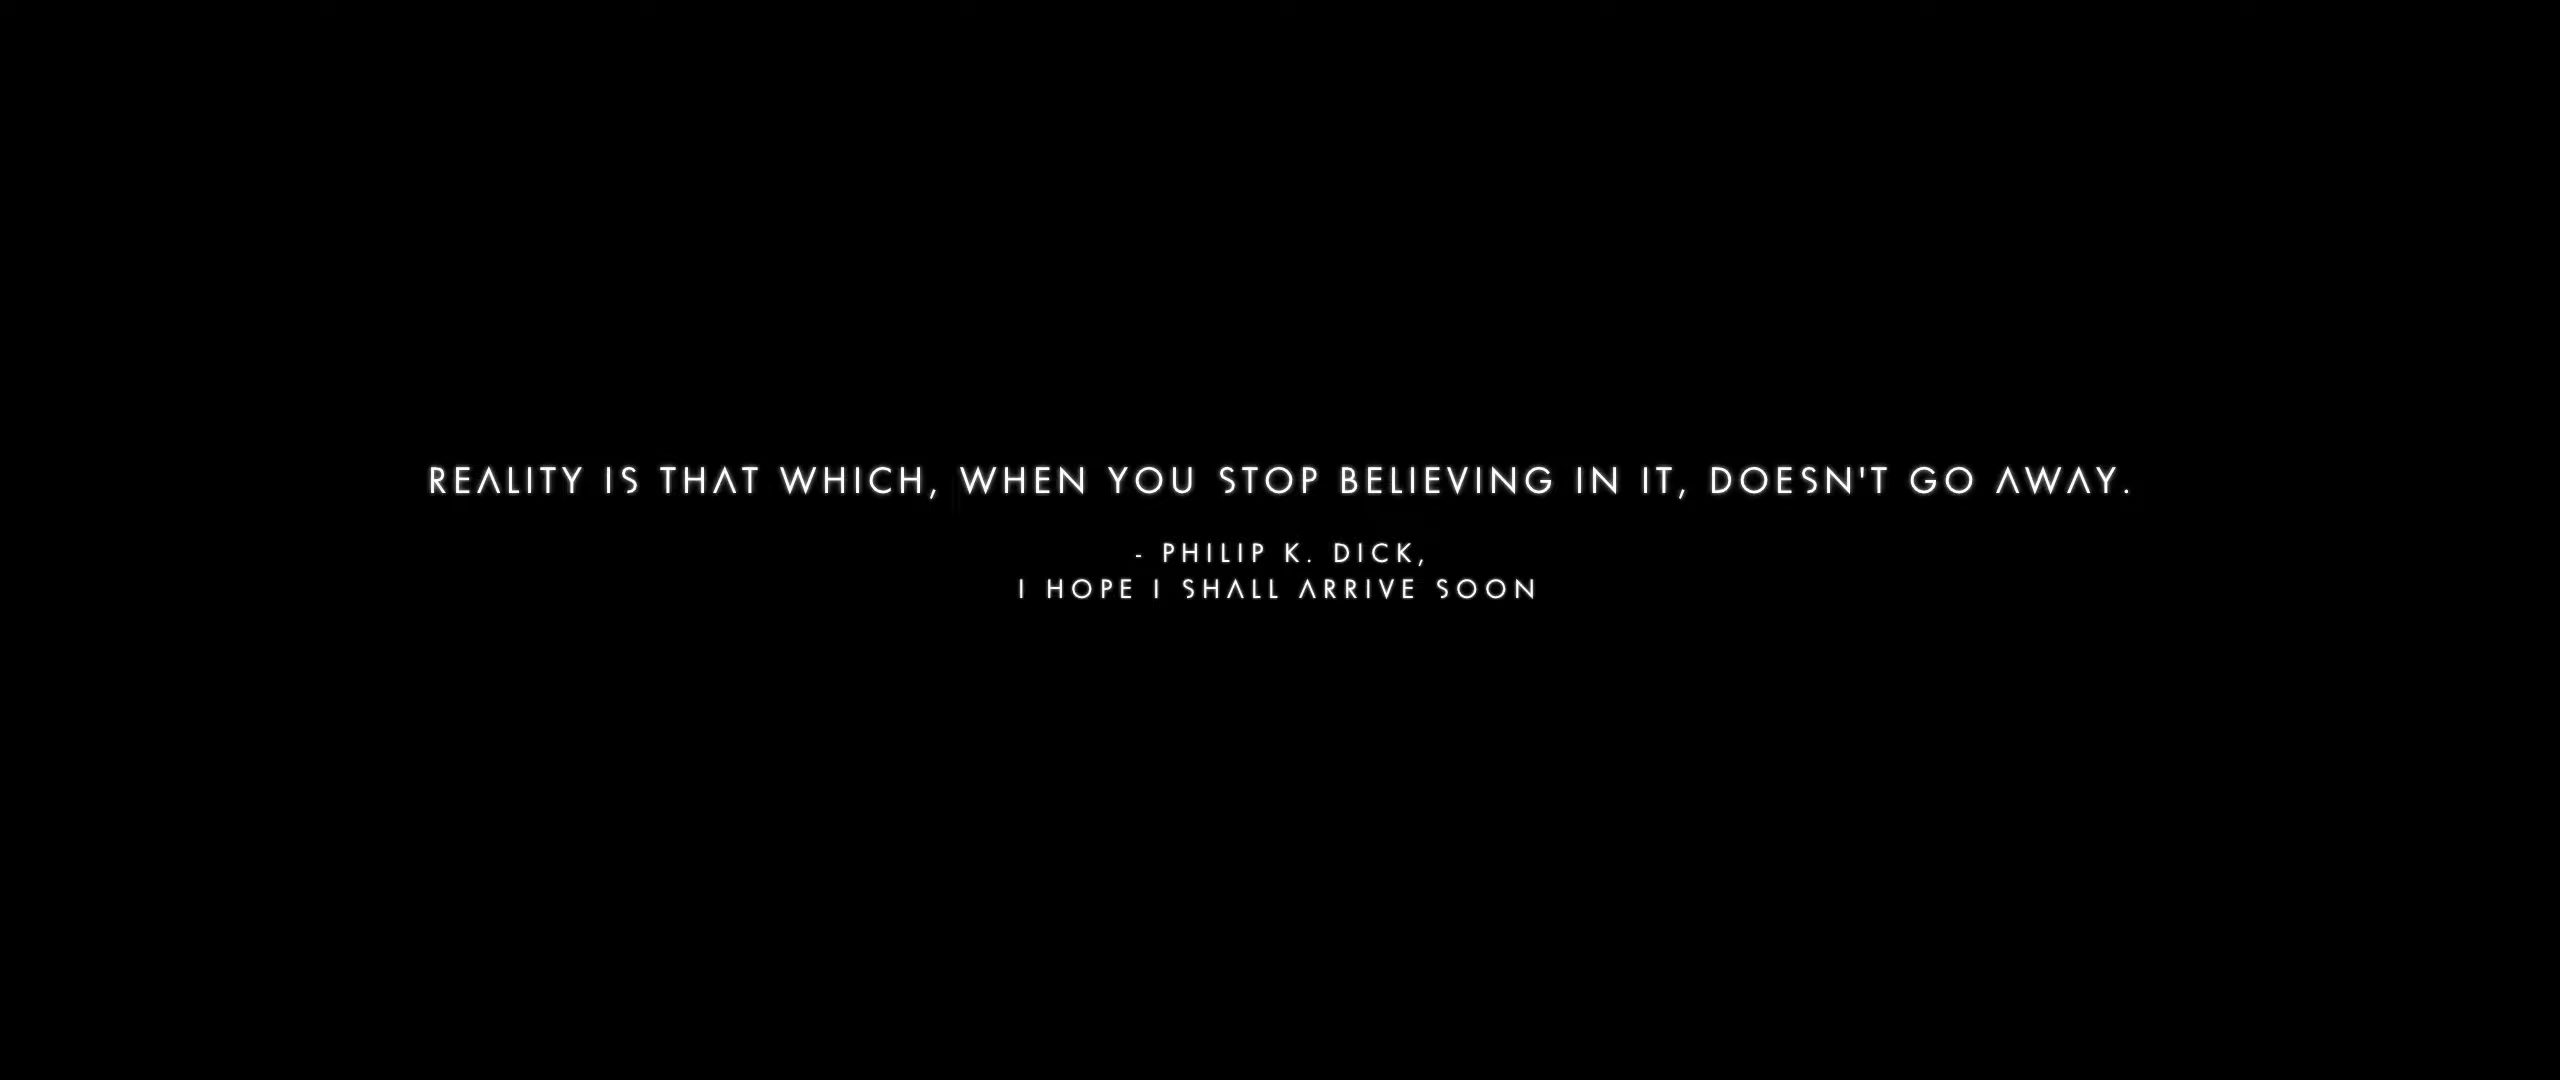 REALITY IS THAT WHICH, WHEN YOU STOP BELIEVING IN IT, DOESN'T GO AWAY.
- PHILIP K. DICK,
I HOPE I SHALL ARRIVE SOON